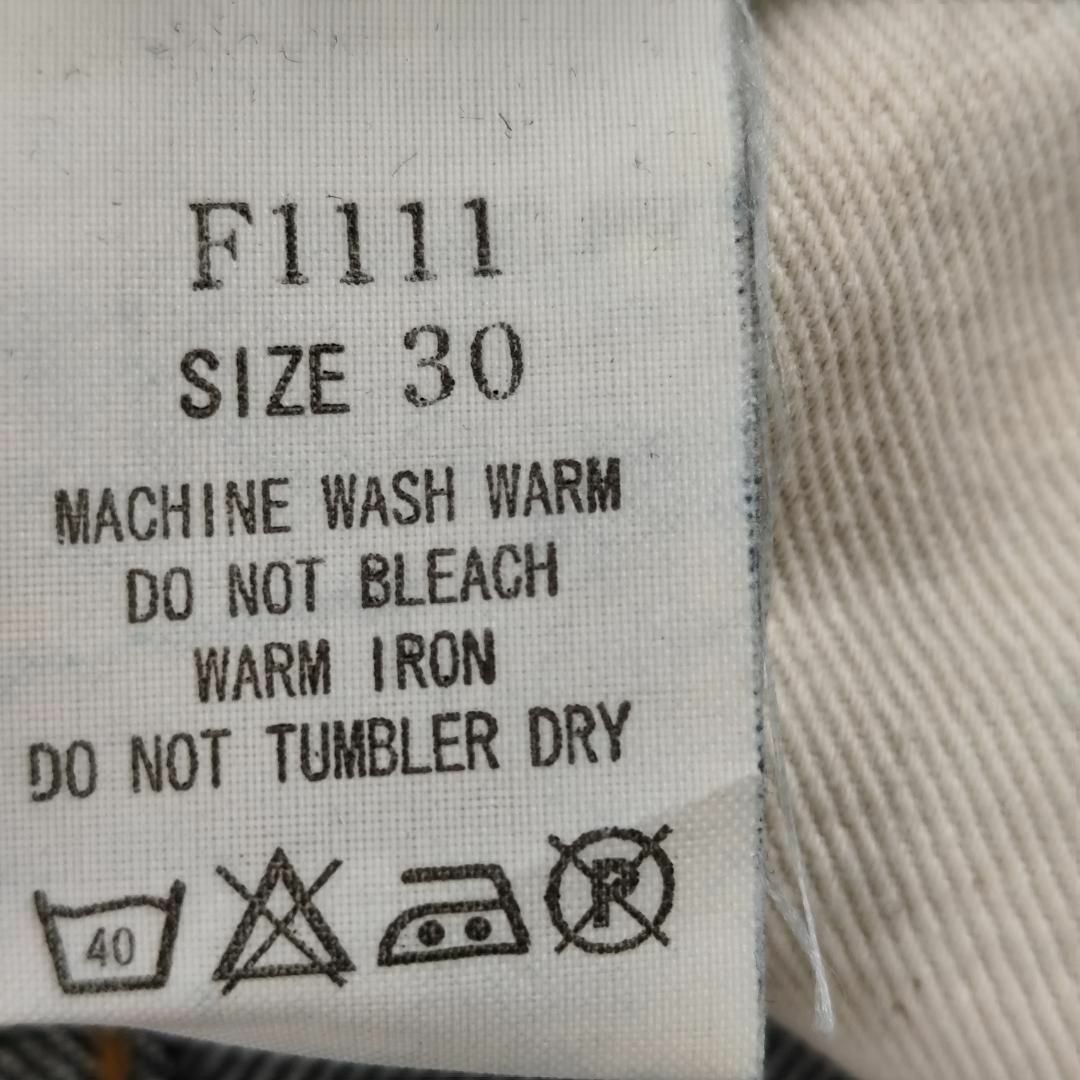 F1111
SIZE 30
MACHINE WASH WARM
DO NOT BLEACH
WARM IRON
DO NOT TUMBLER DRY
40 P